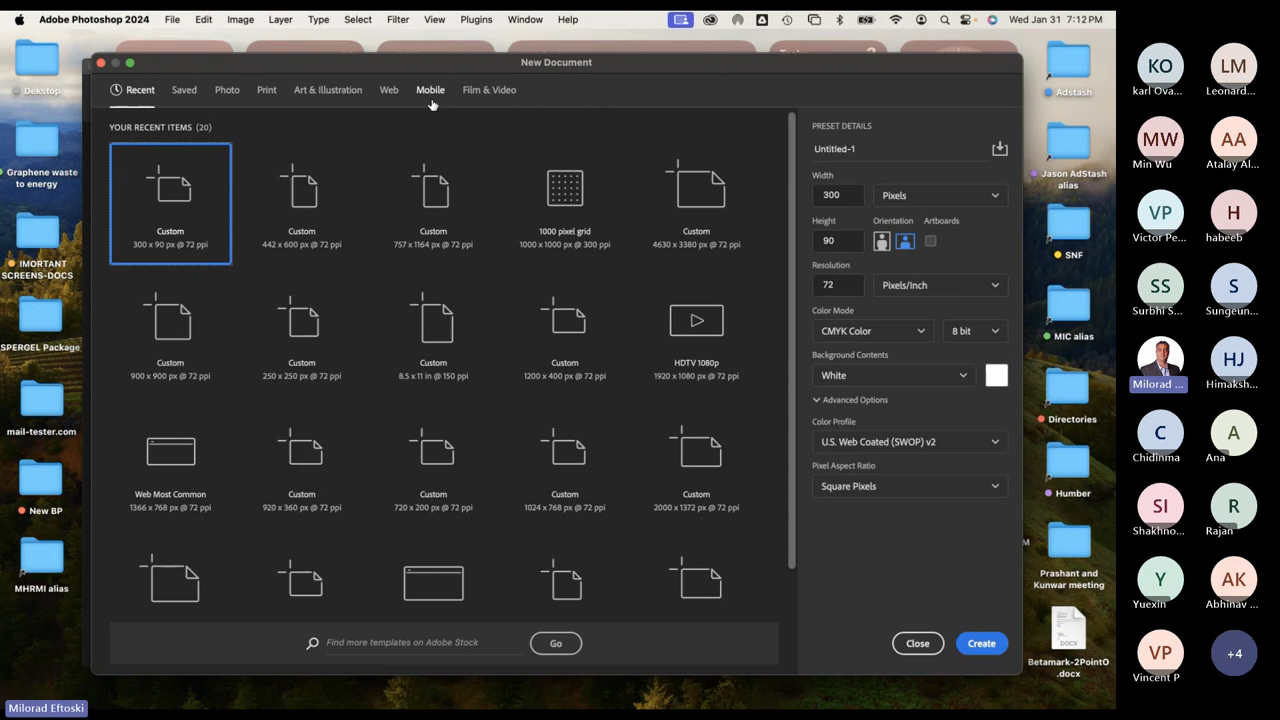 Adobe Photoshop 2024 File Edit Image Layer Type Select Filter View Plugins Window Help Wed Jan 31 7:12 PM
New Document
Recent Saved Photo Print Art & Illustration Web Mobile Film & Video
YOUR RECENT ITEMS (20)
Custom
300 x 90 px @ 72 ppi
Custom
442 x 600 px @ 72 ppi
Custom
757 x 1164 px @ 72 ppi
1000 pixel grid
1000 x 1000 px @ 300 ppi
Custom
4630 x 3380 px @ 72 ppi
Custom
900 x 900 px @ 72 ppi
Custom
250 x 250 px @ 72 ppi
Custom
8.5 x 11 in @ 150 ppi
Custom
1200 x 400 px @ 72 ppi
HDTV 1080p
1920 x 1080 px @ 72 ppi
Web Most Common
1366 x 768 px @ 72 ppi
Custom
920 x 360 px @ 72 ppi
Custom
720 x 200 px @ 72 ppi
Custom
1024 x 768 px @ 72 ppi
Custom
2000 x 1372 px @ 72 ppi
Find more templates on Adobe Stock
Go
PRESET DETAILS
Untitled-1
Width
300 Pixels
Height Orientation Artboards
90
Resolution
72 Pixels/Inch
Color Mode
CMYK Color 8 bit
Background Contents
White
Advanced Options
Color Profile
U.S. Web Coated (SWOP) v2
Pixel Aspect Ratio
Square Pixels
Close Create
Dekstop
Graphene waste
to energy
IMORTANT
SCREENS-DOCS
SPERGEL Package
mail-tester.com
New BP
MHRMI alias
Adstash
Jason AdStash
alias
SNF
MIC alias
Directories
Humber
M
Prashant and
Kunwar meeting
DOCX
Betamark-2PointO
.docx
KO
karl Ova...
LM
Leonard...
MW
Min Wu
AA
Atalay Al...
VP
Victor Pe...
H
habeeb
SS
Surbhi S...
S
Sungeun...
Milorad ...
HJ
Himaksh...
C
Chidinma
A
Ana
SI
Shakhno...
R
Rajan
Y
Yuexin
AK
Abhinav ...
VP
Vincent P
+4
Milorad Eftoski